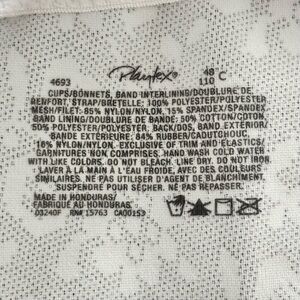 Playtex®
4693
48
110 C
CUPS/BONNETS, BAND INTERLINING/DOUBLURE DE
RENFORT, STRAP/BRETELLE: 100% POLYESTER/POLYESTER
MESH/FILET: 85% NYLON/NYLON, 15% SPANDEX/SPANDEX
BAND LINING/DOUBLURE DE BANDE: 50% COTTON/COTON,
50% POLYESTER/POLYESTER, BACK/DOS, BAND EXTERIOR/
BANDE EXTÉRIEURE: 84% RUBBER/CAOUTCHOUC,
16% NYLON/NYLON. EXCLUSIVE OF TRIM AND ELASTICS/
GARNITURES NON COMPRISES. HAND WASH COLD WATER
WITH LIKE COLORS. DO NOT BLEACH. LINE DRY. DO NOT IRON.
LAVER À LA MAIN À L'EAU FROIDE, AVEC DES COULEURS
SIMILAIRES. NE PAS UTILISER D'AGENT DE BLANCHIMENT.
SUSPENDRE POUR SÉCHER. NE PAS REPASSER.
MADE IN HONDURAS/
FABRIQUE AU HONDURAS
03240F RN# 15763 CA00153